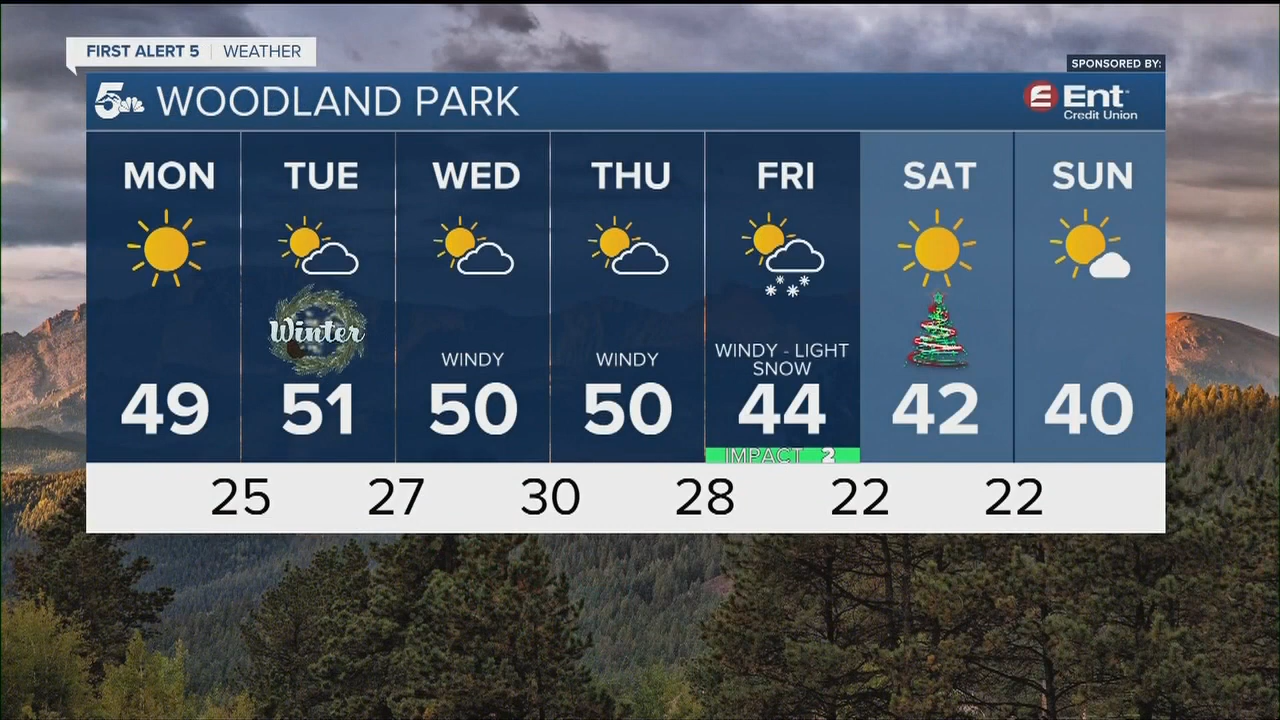 FIRST ALERT 5 | WEATHER
SPONSORED BY:
5 WOODLAND PARK
Ent
Credit Union
MON TUE WED THU FRI SAT SUN
Winter
WINDY WINDY WINDY - LIGHT
SNOW
49 51 50 50 44 42 40
IMPACT 2
25 27 30 28 22 22